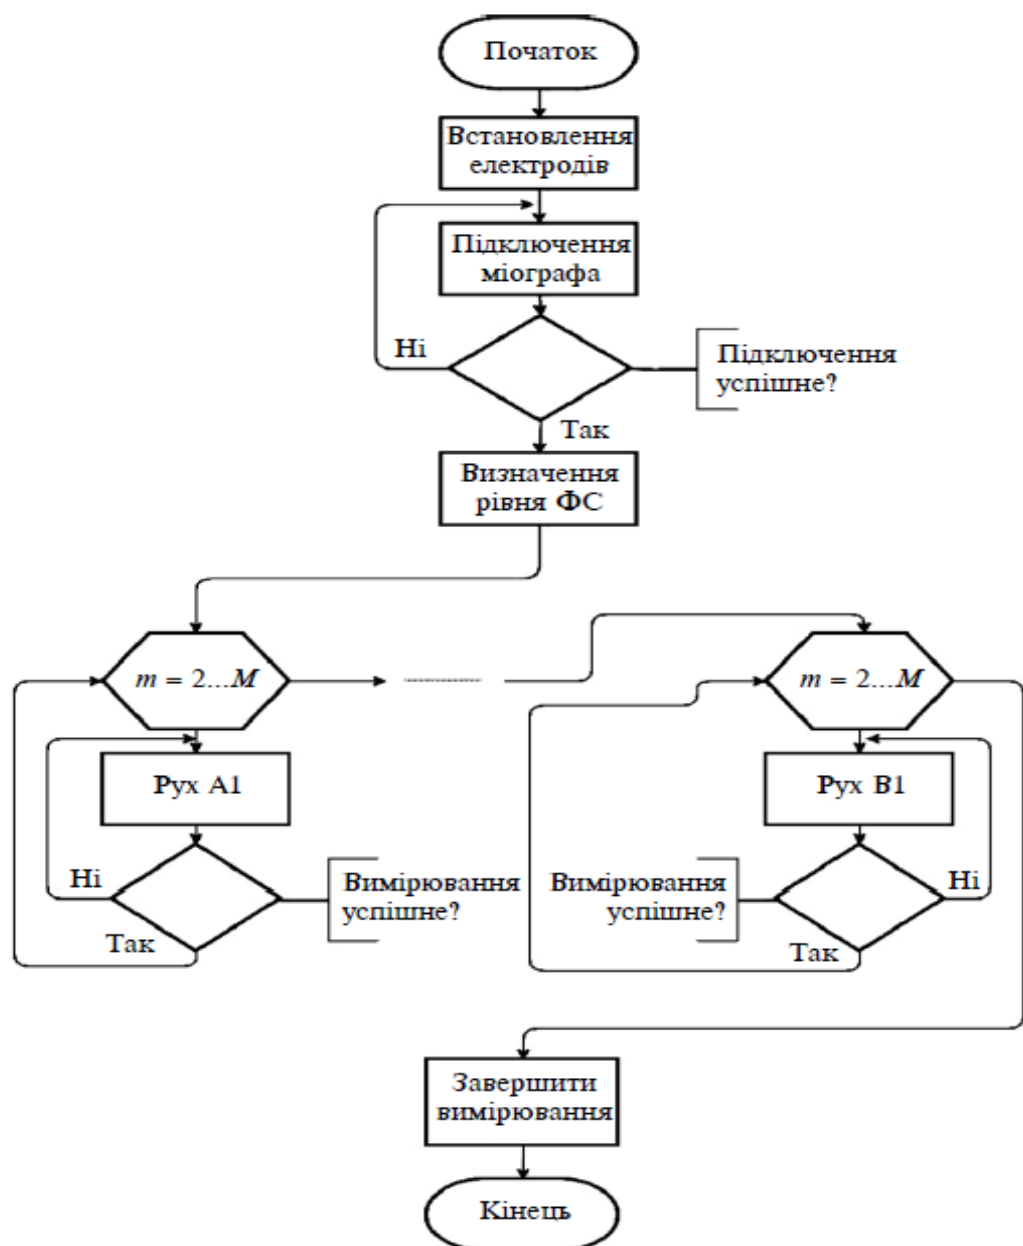 Початок
Встановлення
електродів
Підключення
міографа
Ні
Підключення
успішне?
Так
Визначення
рівня ФС
m = 2...M
m = 2...M
Рух А1
Рух В1
Ні
Вимірювання
успішне?
Так
Вимірювання
успішне?
Ні
Так
Завершити
вимірювання
Кінець